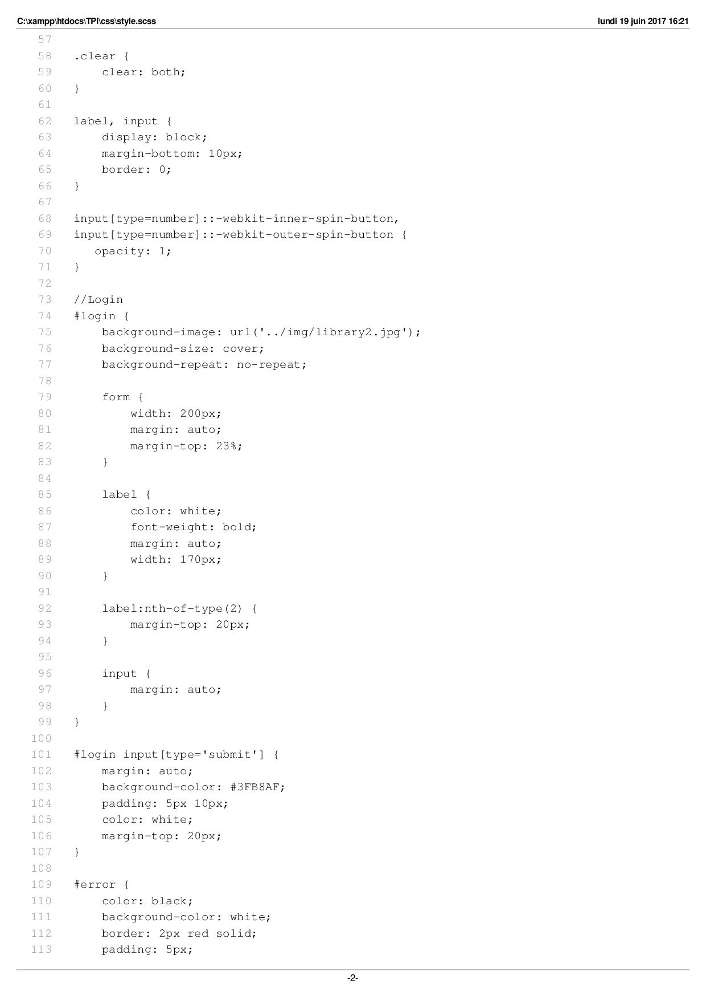 C:\xampp\htdocs\TPI\css\style.scss lundi 19 juin 2017 16:21
57
58 .clear {
59     clear: both;
60 }
61
62 label, input {
63     display: block;
64     margin-bottom: 10px;
65     border: 0;
66 }
67
68 input[type=number]::-webkit-inner-spin-button,
69 input[type=number]::-webkit-outer-spin-button {
70    opacity: 1;
71 }
72
73 //Login
74 #login {
75     background-image: url('../img/library2.jpg');
76     background-size: cover;
77     background-repeat: no-repeat;
78
79     form {
80         width: 200px;
81         margin: auto;
82         margin-top: 23%;
83     }
84
85     label {
86         color: white;
87         font-weight: bold;
88         margin: auto;
89         width: 170px;
90     }
91
92     label:nth-of-type(2) {
93         margin-top: 20px;
94     }
95
96     input {
97         margin: auto;
98     }
99 }
100
101 #login input[type='submit'] {
102     margin: auto;
103     background-color: #3FB8AF;
104     padding: 5px 10px;
105     color: white;
106     margin-top: 20px;
107 }
108
109 #error {
110     color: black;
111     background-color: white;
112     border: 2px red solid;
113     padding: 5px;
-2-